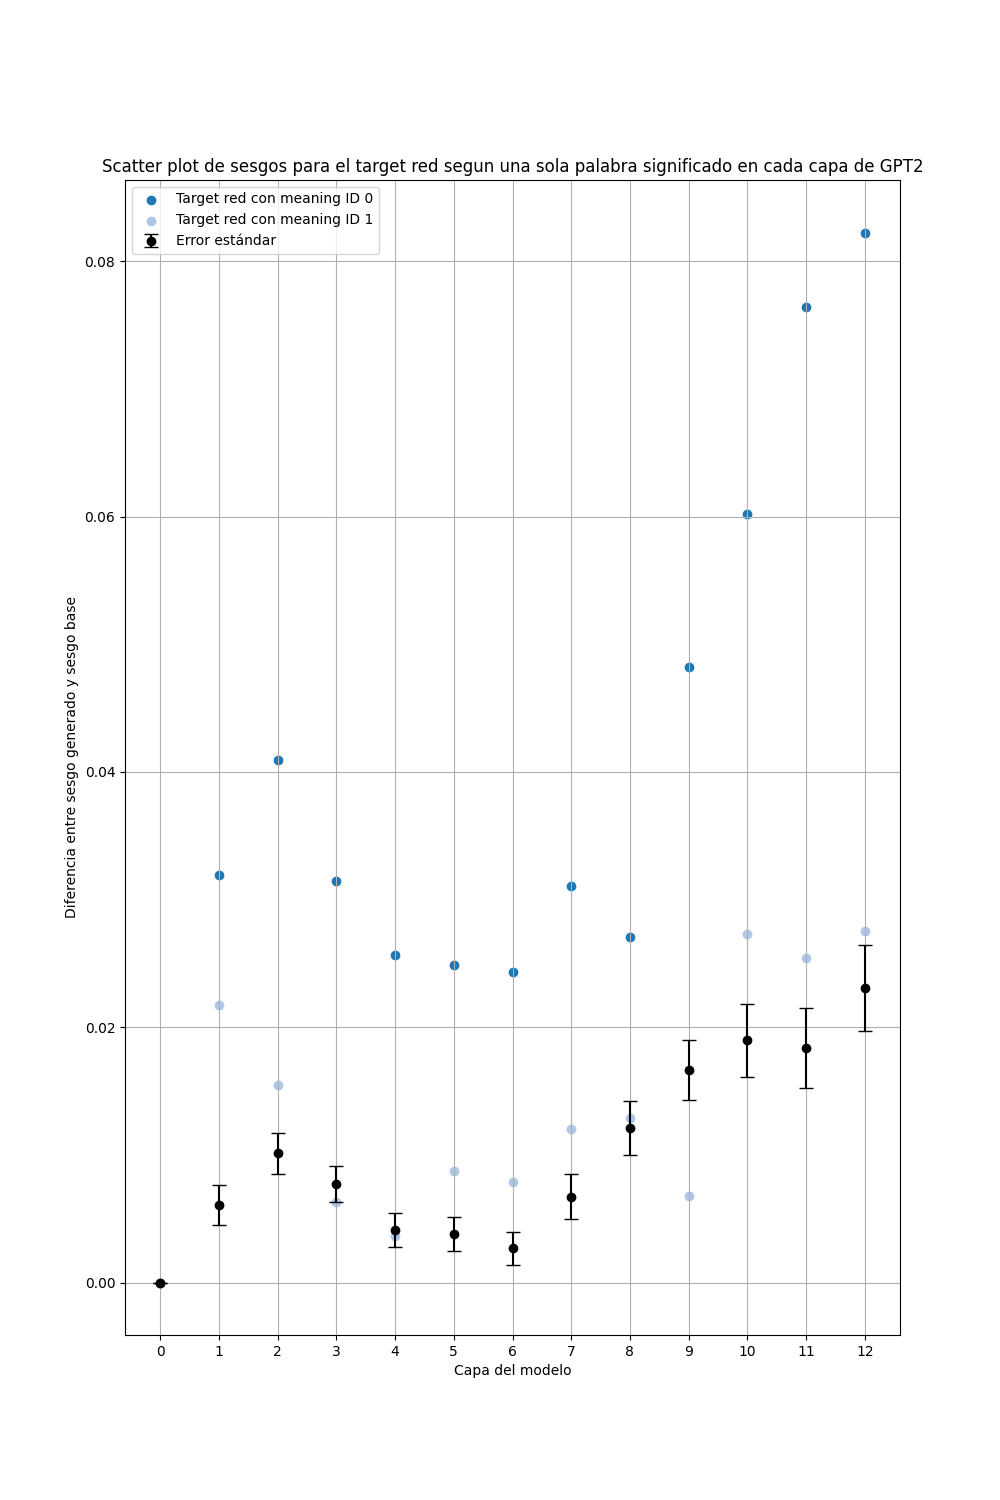 Scatter plot de sesgos para el target red segun una sola palabra significado en cada capa de GPT2
Target red con meaning ID 0
Target red con meaning ID 1
Error estándar
Diferencia entre sesgo generado y sesgo base
0.08
0.06
0.04
0.02
0.00
0 1 2 3 4 5 6 7 8 9 10 11 12
Capa del modelo